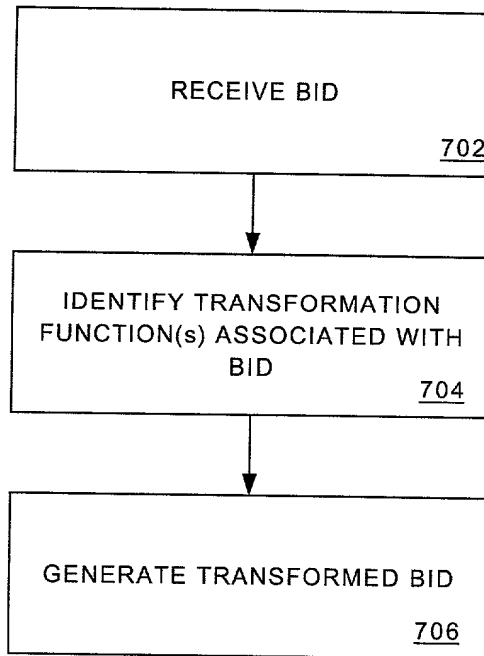 RECEIVE BID
702
IDENTIFY TRANSFORMATION
FUNCTION(s) ASSOCIATED WITH
BID
704
GENERATE TRANSFORMED BID
706